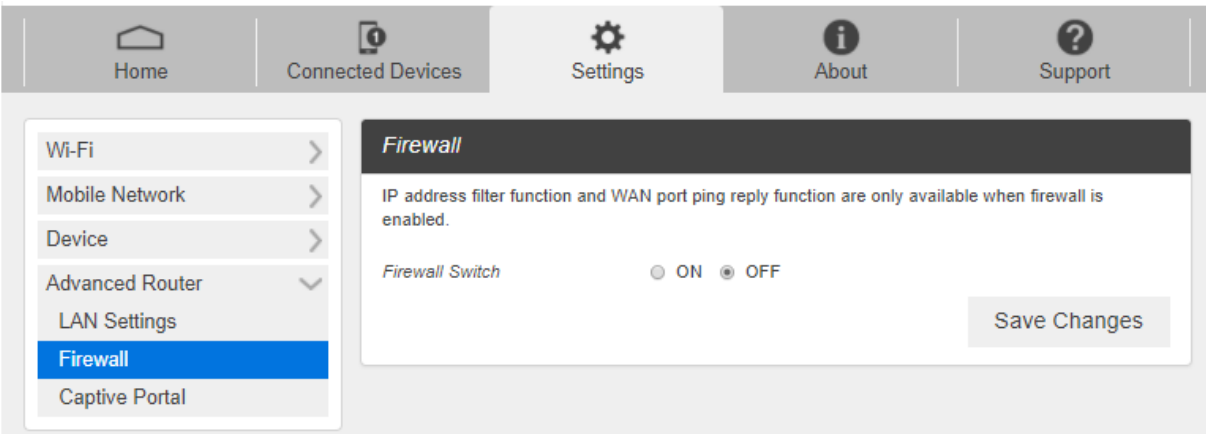 Home
1
Connected Devices
Settings
i
About
?
Support
Wi-Fi
Mobile Network
Device
Advanced Router
LAN Settings
Firewall
Captive Portal
Firewall
IP address filter function and WAN port ping reply function are only available when firewall is
enabled.
Firewall Switch ON OFF
Save Changes